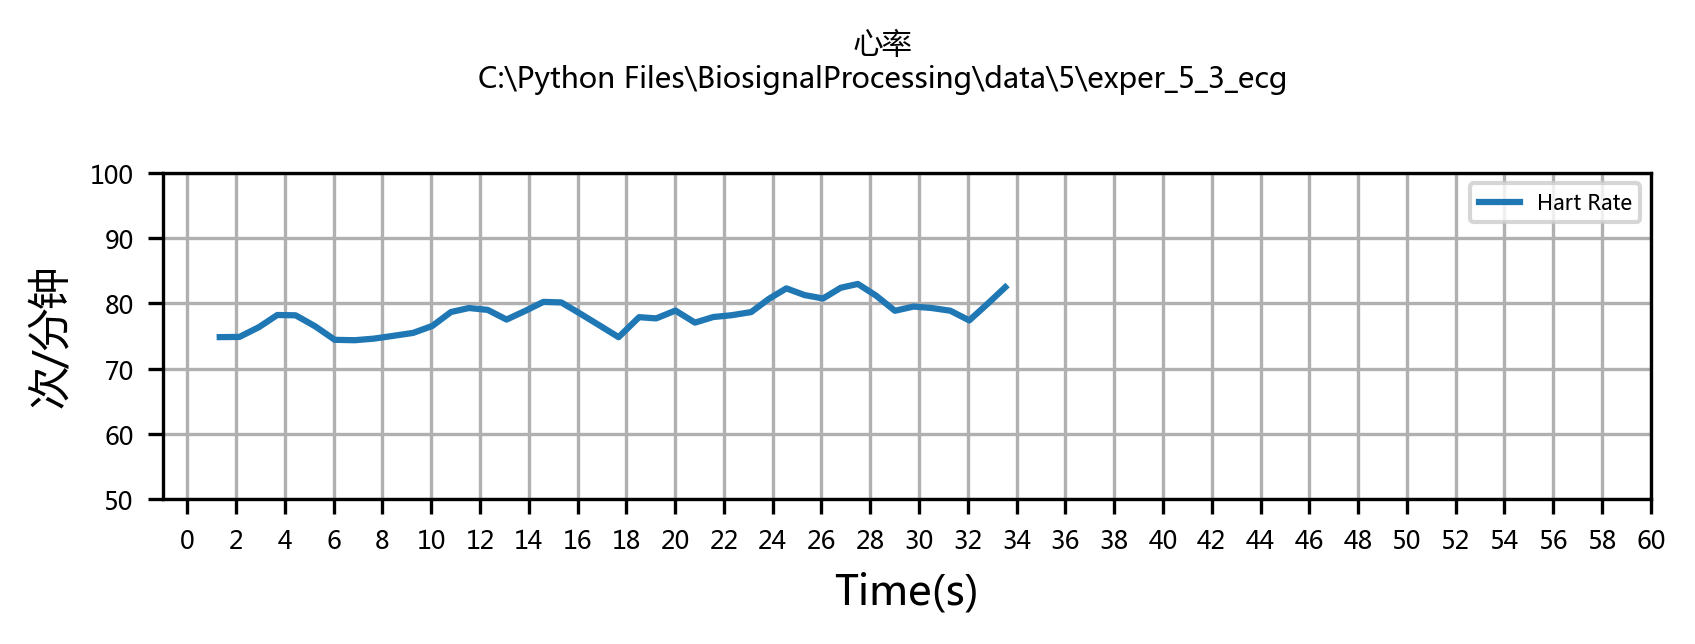 心率
C:\Python Files\BiosignalProcessing\data\5\exper_5_3_ecg
100
90
80
70
60
50
次/分钟
Hart Rate
0 2 4 6 8 10 12 14 16 18 20 22 24 26 28 30 32 34 36 38 40 42 44 46 48 50 52 54 56 58 60
Time(s)